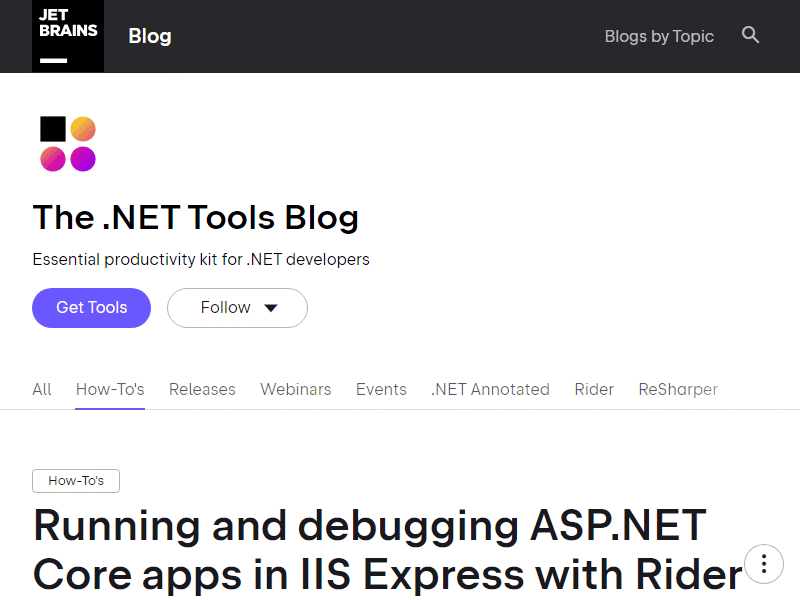 JET
BRAINS
Blog
Blogs by Topic
The .NET Tools Blog
Essential productivity kit for .NET developers
Get Tools
Follow
All How-To's Releases Webinars Events .NET Annotated Rider ReSharper
How-To's
Running and debugging ASP.NET
Core apps in IIS Express with Rider